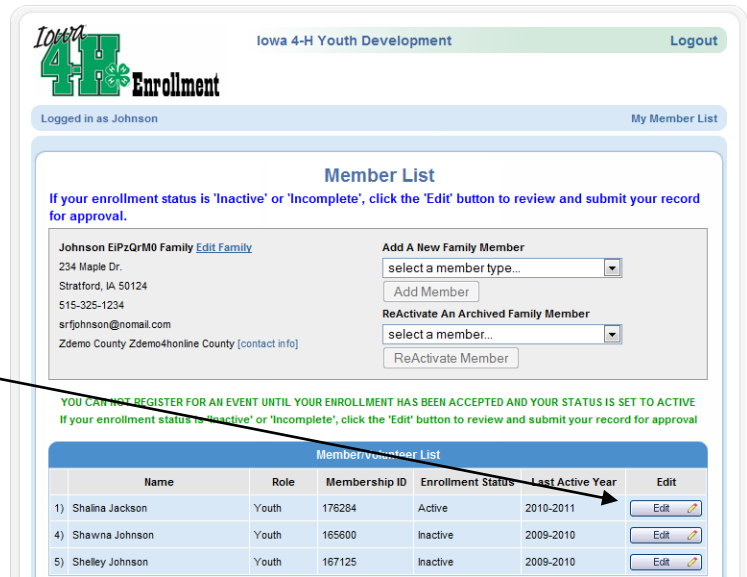 Iowa
4-H
Enrollment
Iowa 4-H Youth Development
Logout
Logged in as Johnson
My Member List
Member List
If your enrollment status is 'Inactive' or 'Incomplete', click the 'Edit' button to review and submit your record
for approval.
Johnson EiPzQrM0 Family Edit Family
234 Maple Dr.
Stratford, IA 50124
515-325-1234
srfjohnson@nomail.com
Zdemo County Zdemo4honline County [contact info]
Add A New Family Member
select a member type...
Add Member
ReActivate An Archived Family Member
select a member...
ReActivate Member
YOU CAN NOT REGISTER FOR AN EVENT UNTIL YOUR ENROLLMENT HAS BEEN ACCEPTED AND YOUR STATUS IS SET TO ACTIVE
If your enrollment status is 'Inactive' or 'Incomplete', click the 'Edit' button to review and submit your record for approval
Member/Volunteer List
Name Role Membership ID Enrollment Status Last Active Year Edit
1) Shalina Jackson Youth 176284 Active 2010-2011 Edit
4) Shawna Johnson Youth 165600 Inactive 2009-2010 Edit
5) Shelley Johnson Youth 167125 Inactive 2009-2010 Edit